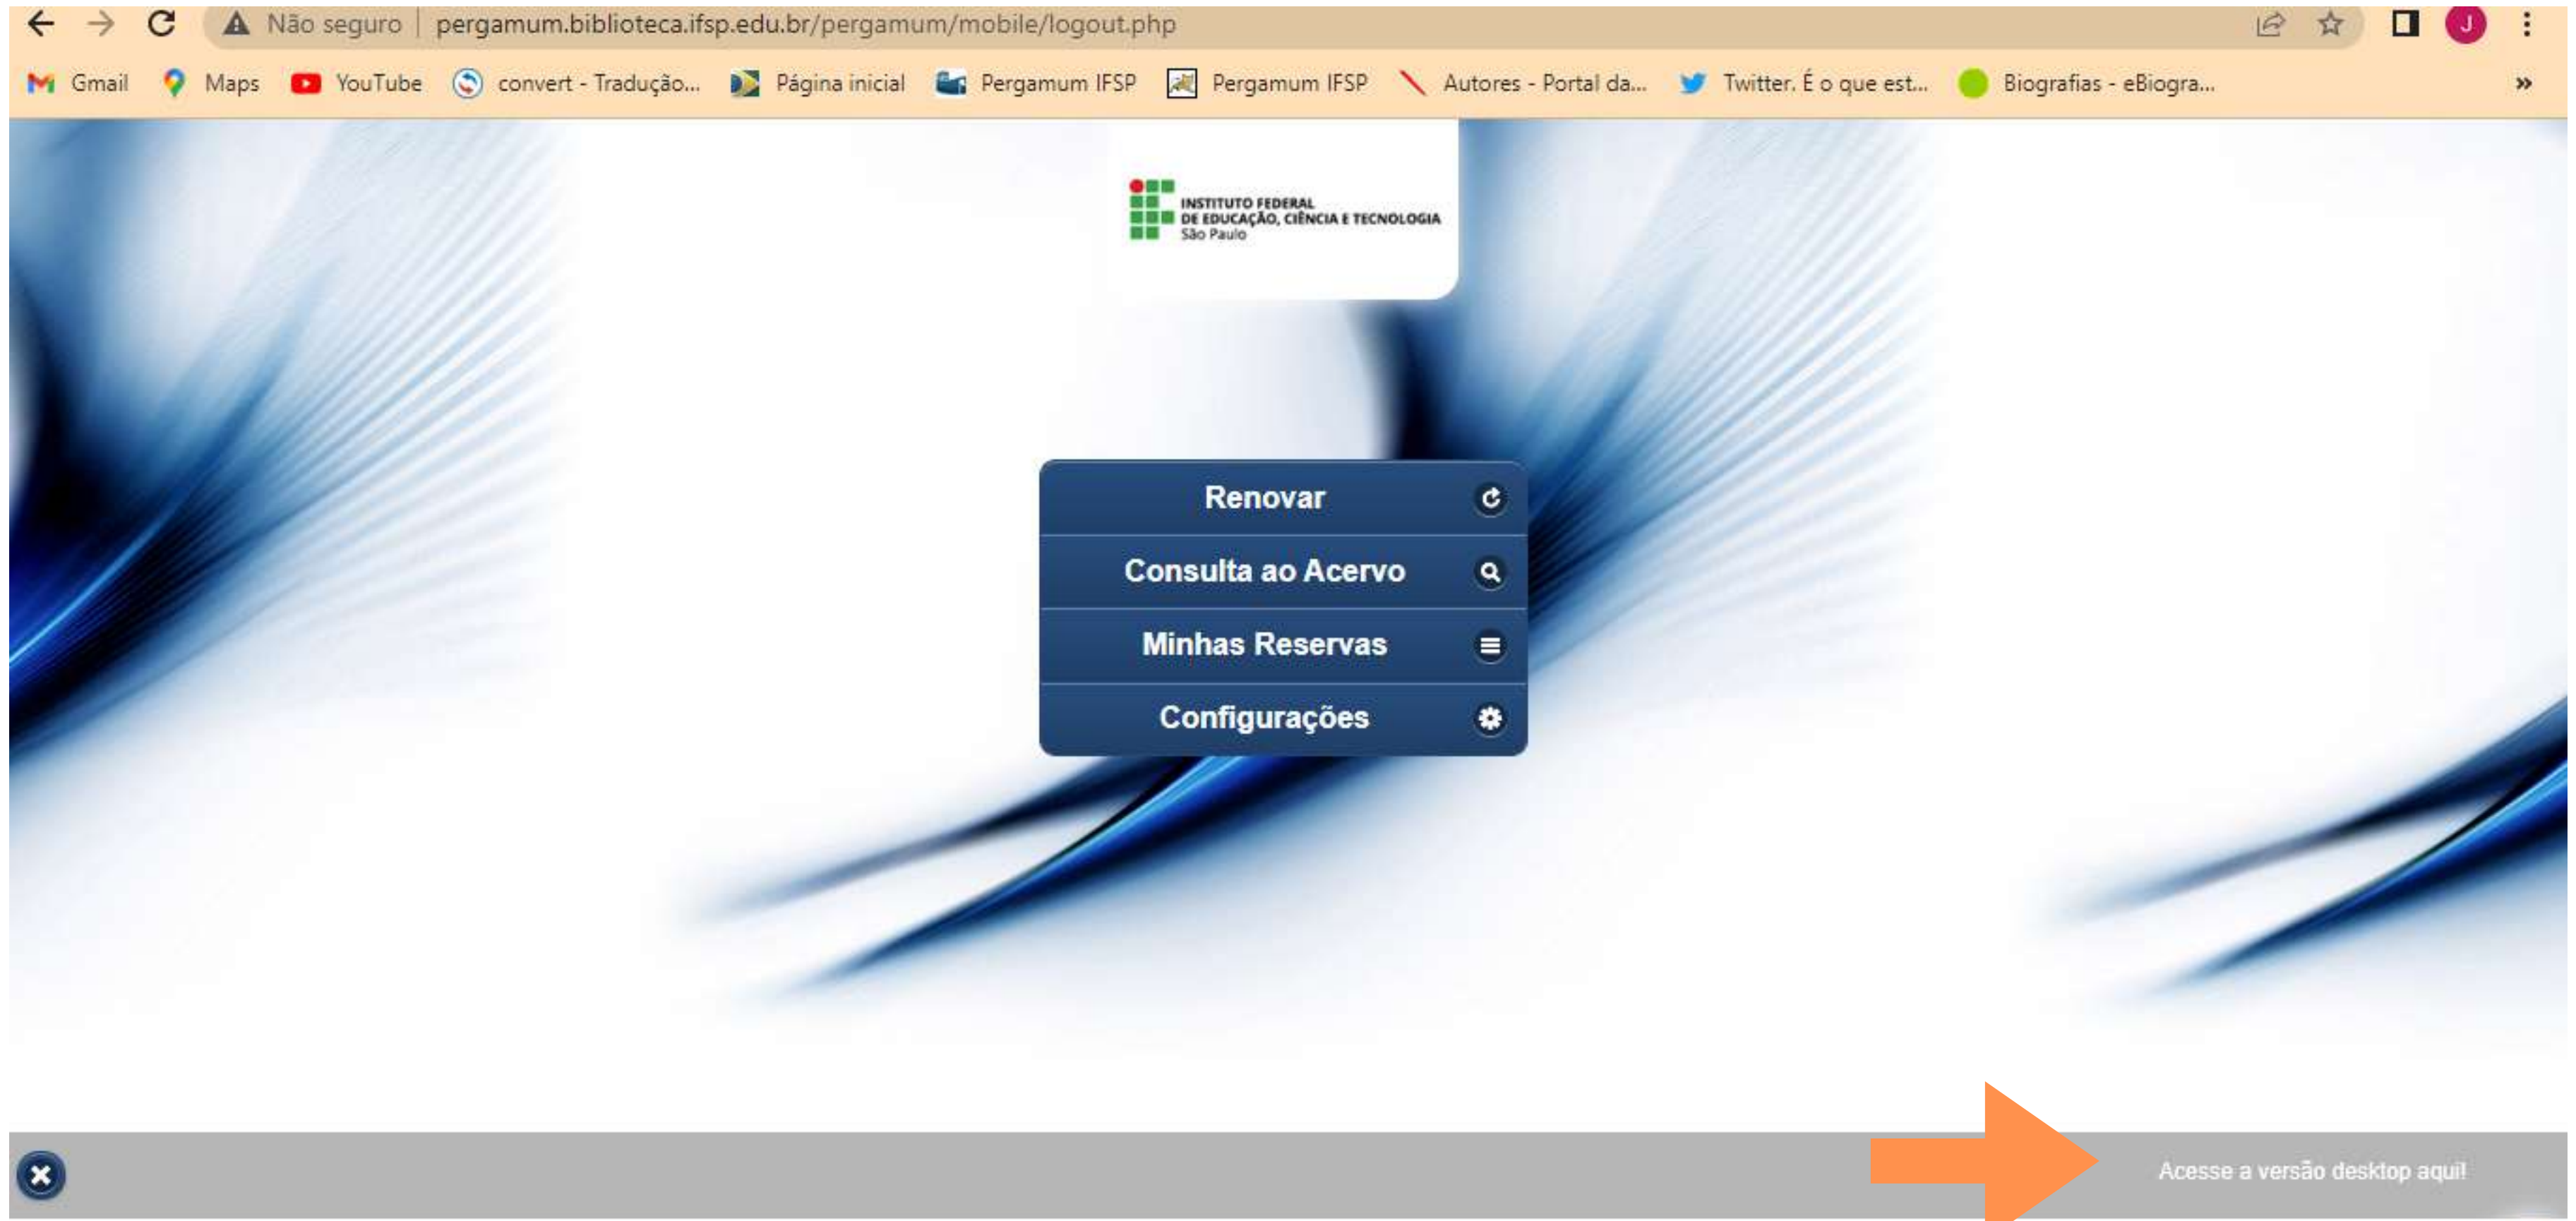 Não seguro | pergamum.biblioteca.ifsp.edu.br/pergamum/mobile/logout.php J
Gmail Maps YouTube convert - Tradução... Página inicial Pergamum IFSP Pergamum IFSP Autores - Portal da... Twitter. É o que est... Biografias - eBiogra... »
INSTITUTO FEDERAL
DE EDUCAÇÃO, CIÊNCIA E TECNOLOGIA
São Paulo
Renovar
Consulta ao Acervo
Minhas Reservas
Configurações
Acesse a versão desktop aqui!